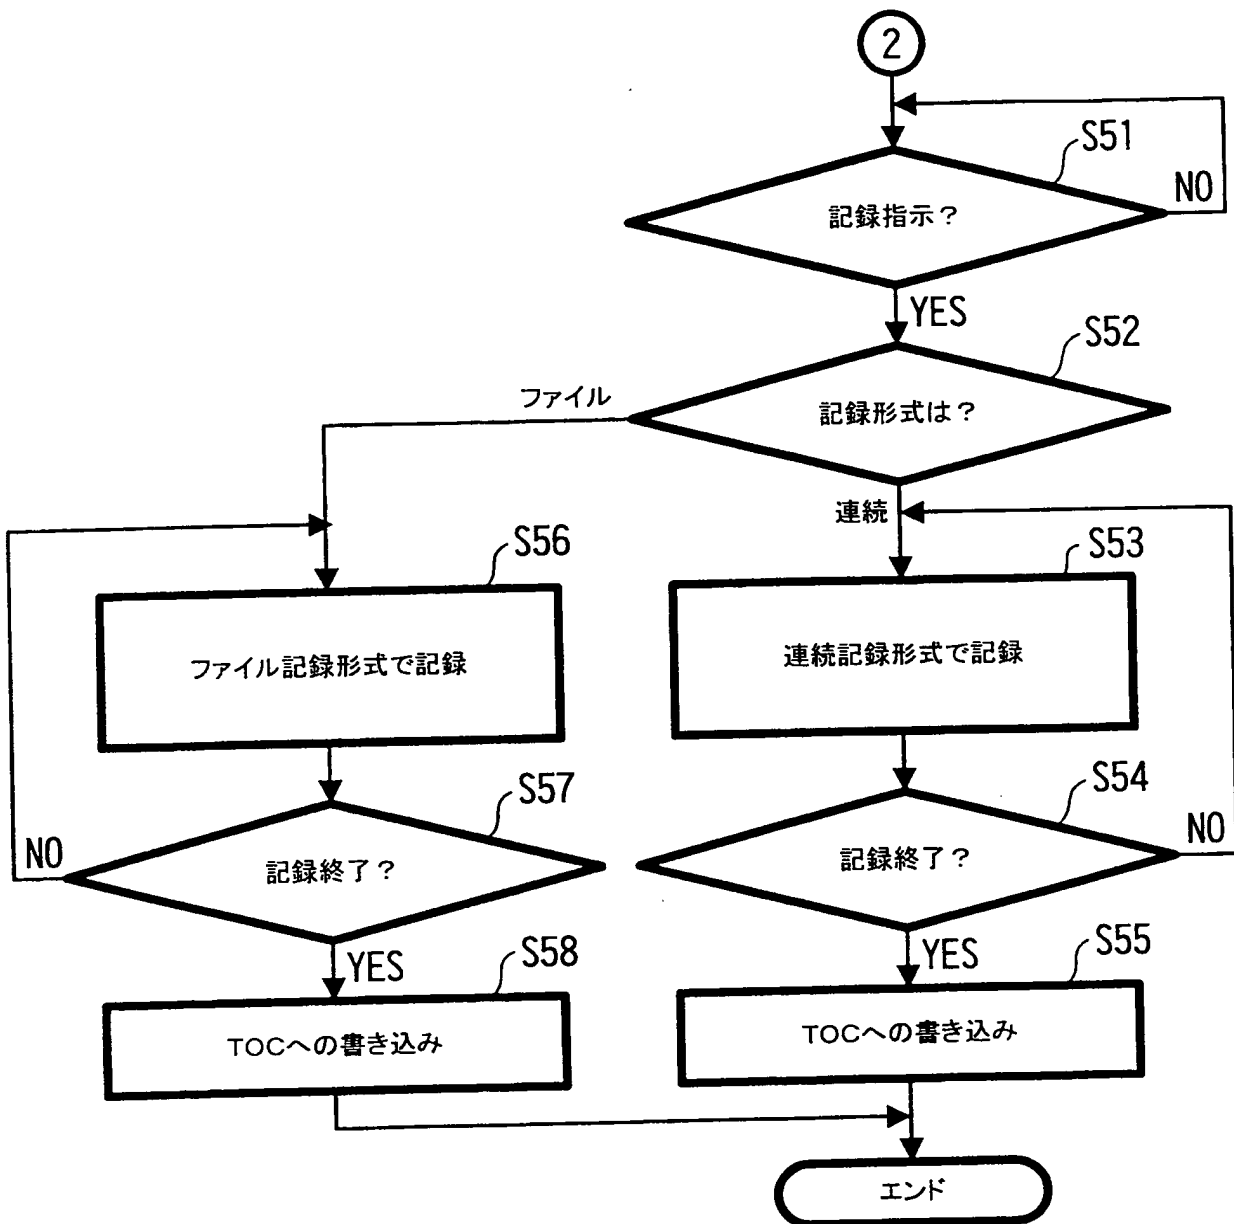 2
S51
記録指示？
NO
YES
S52
記録形式は？
ファイル
連続
S56
ファイル記録形式で記録
S53
連続記録形式で記録
S57
記録終了？
NO
YES
S54
記録終了？
NO
YES
S58
TOCへの書き込み
S55
TOCへの書き込み
エンド